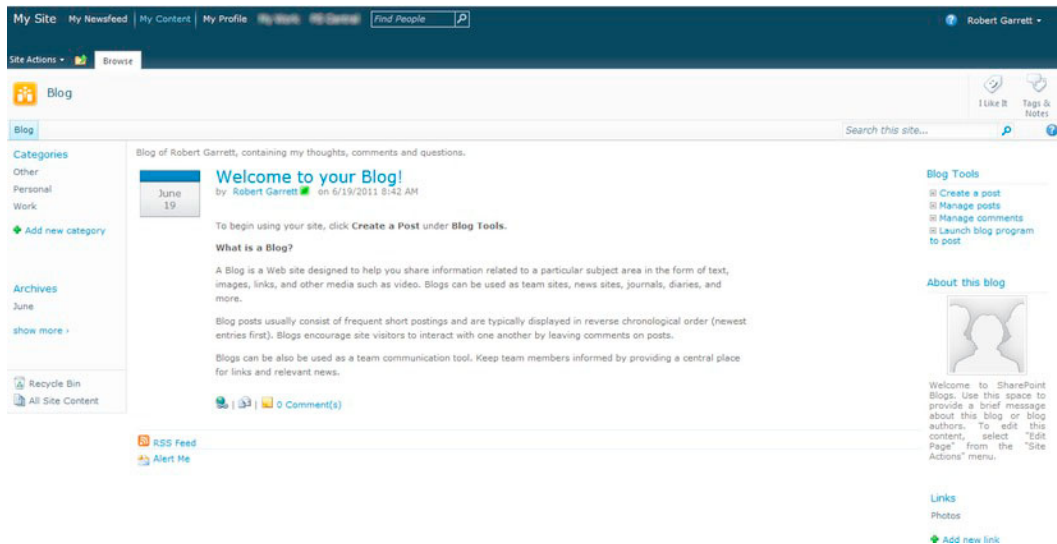 My Site My Newsfeed | My Content | My Profile Find People
Robert Garrett
Site Actions Browse
Blog
I Like It
Tags &
Notes
Blog
Search this site...
Categories
Other
Personal
Work
Add new category
Archives
June
show more ›
Recycle Bin
All Site Content
Blog of Robert Garrett, containing my thoughts, comments and questions.
June
19
Welcome to your Blog!
by Robert Garrett on 6/19/2011 8:42 AM
To begin using your site, click Create a Post under Blog Tools.
What is a Blog?
A Blog is a Web site designed to help you share information related to a particular subject area in the form of text,
images, links, and other media such as video. Blogs can be used as team sites, news sites, journals, diaries, and
more.
Blog posts usually consist of frequent short postings and are typically displayed in reverse chronological order (newest
entries first). Blogs encourage site visitors to interact with one another by leaving comments on posts.
Blogs can be also be used as a team communication tool. Keep team members informed by providing a central place
for links and relevant news.
| | 0 Comment(s)
RSS Feed
Alert Me
Blog Tools
Create a post
Manage posts
Manage comments
Launch blog program
to post
About this blog
Welcome to SharePoint
Blogs. Use this space to
provide a brief message
about this blog or blog
authors. To edit this
content, select "Edit
Page" from the "Site
Actions" menu.
Links
Photos
Add new link